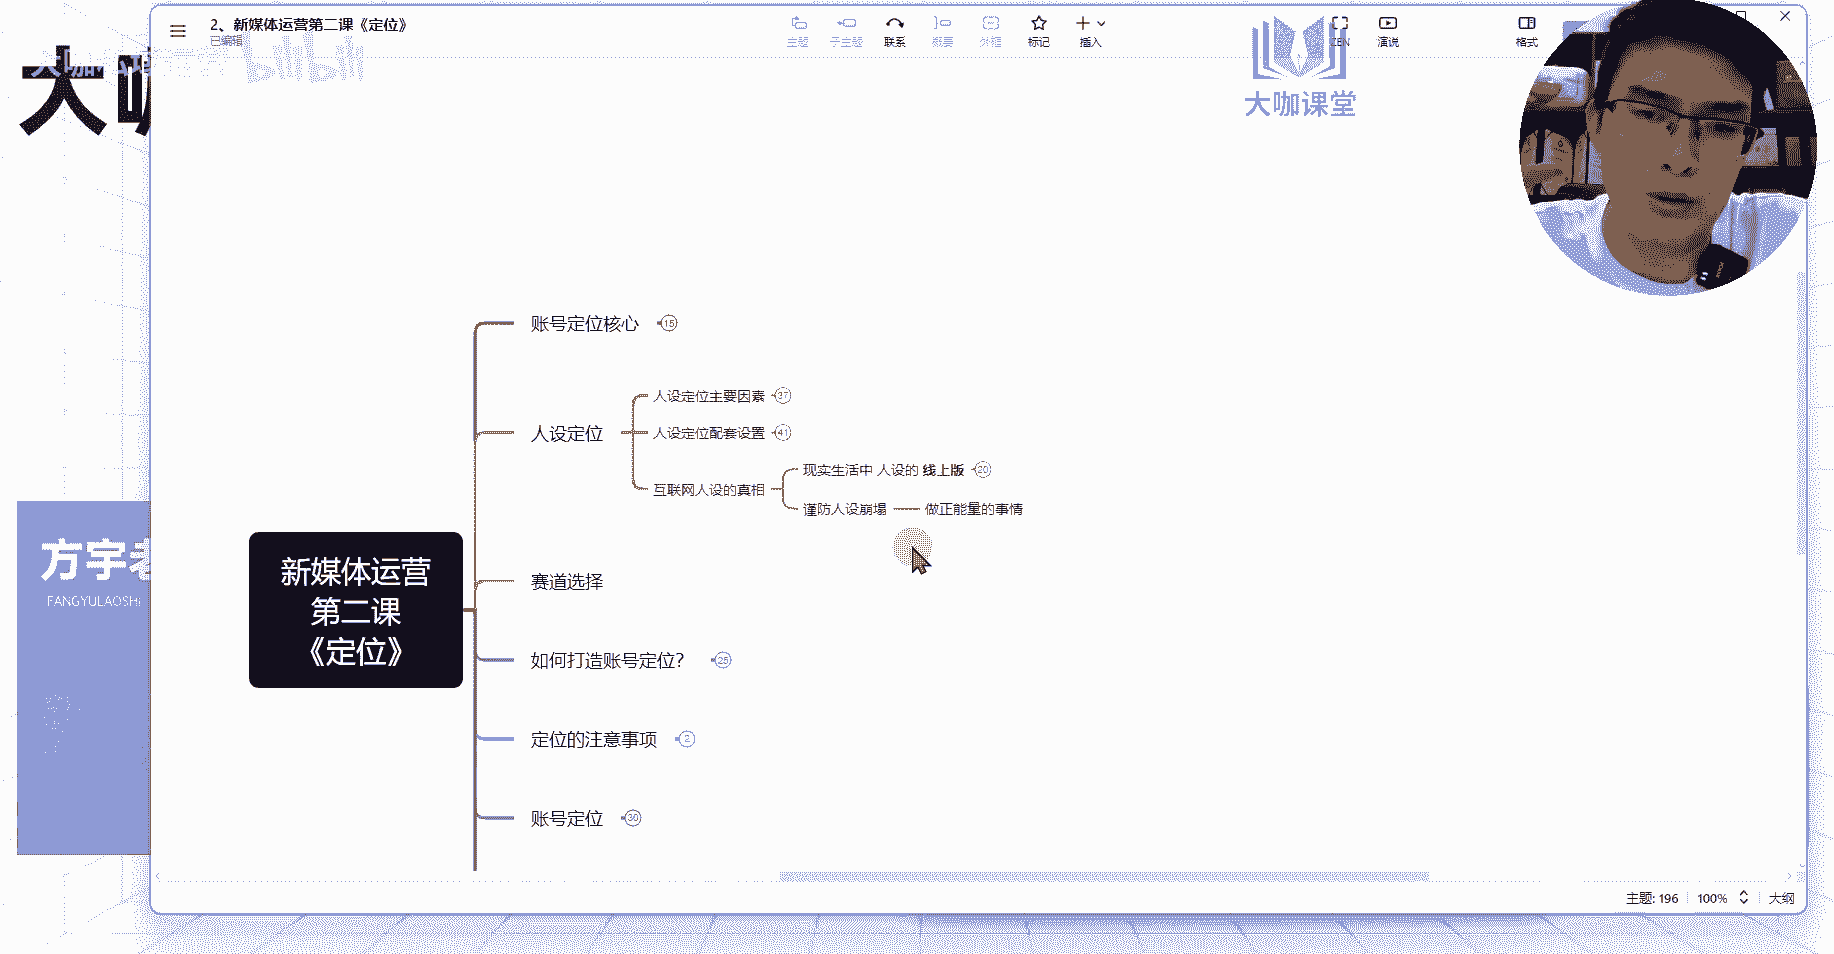 2、新媒体运营第二课《定位》
已编辑
主题
子主题
联系
概要
外框
标记
插入
ZEN
演说
格式
bilibili
大咖
大咖课堂
方宇老
FANGYULAOSHI
新媒体运营
第二课
《定位》
账号定位核心 15
人设定位
人设定位主要因素 37
人设定位配套设置 41
互联网人设的真相
现实生活中 人设的 线上版 20
谨防人设崩塌 做正能量的事情
赛道选择
如何打造账号定位？ 25
定位的注意事项 2
账号定位 30
主题: 196 100% 大纲